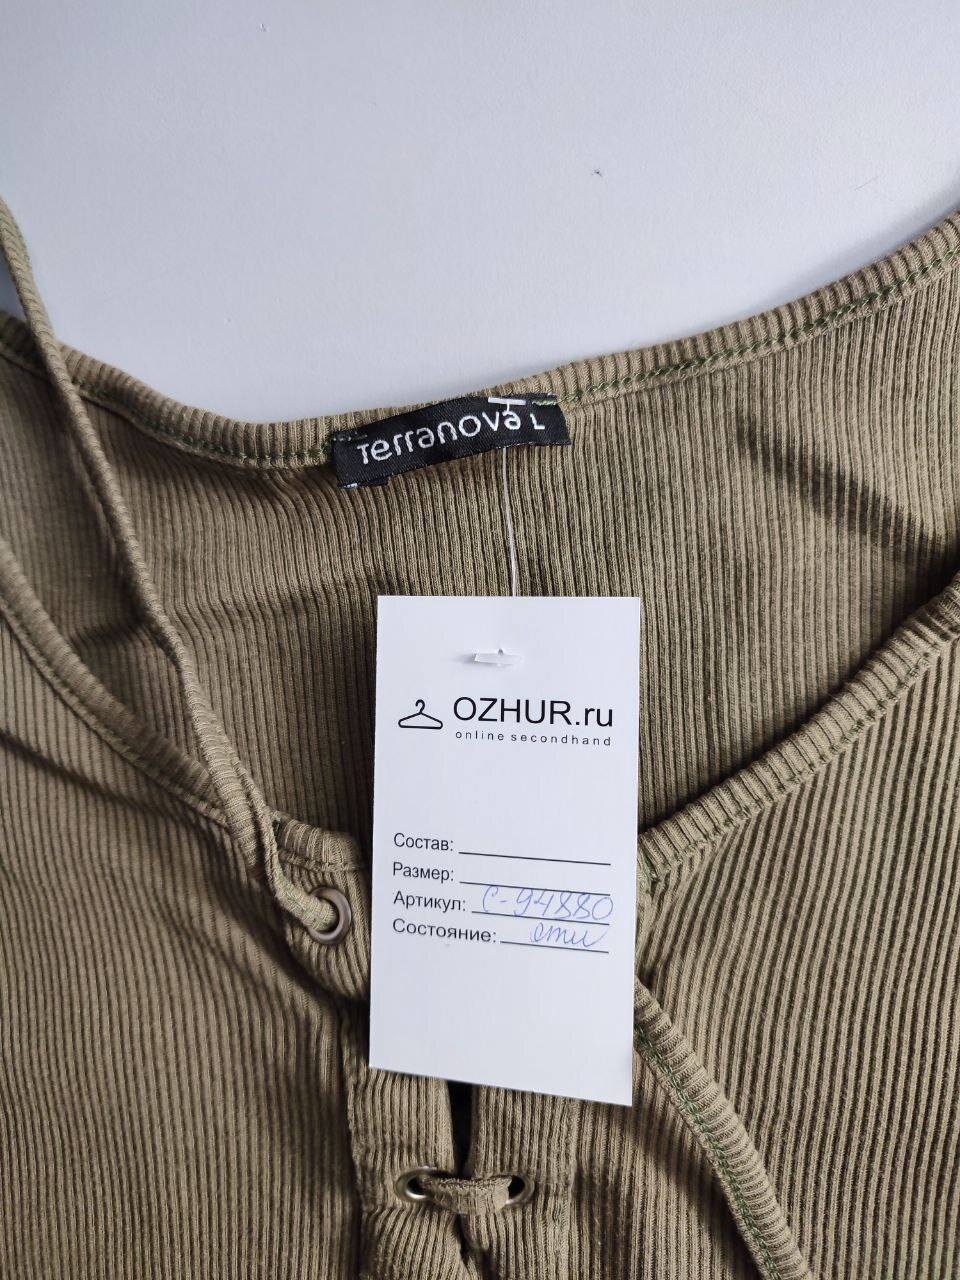 Terranova L
OZHUR.ru
online secondhand
Состав:
Размер:
Артикул: С-94880
Состояние: отл